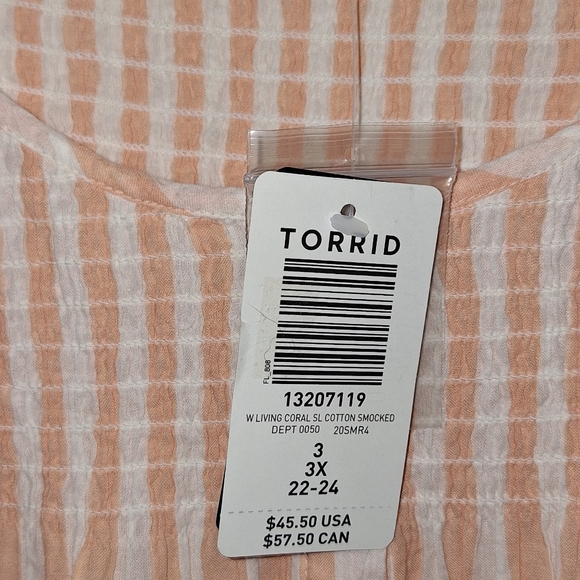 TORRID
FL_808
13207119
W LIVING CORAL SL COTTON SMOCKED
DEPT 0050 20SMR4
3
3X
22-24
$45.50 USA
$57.50 CAN